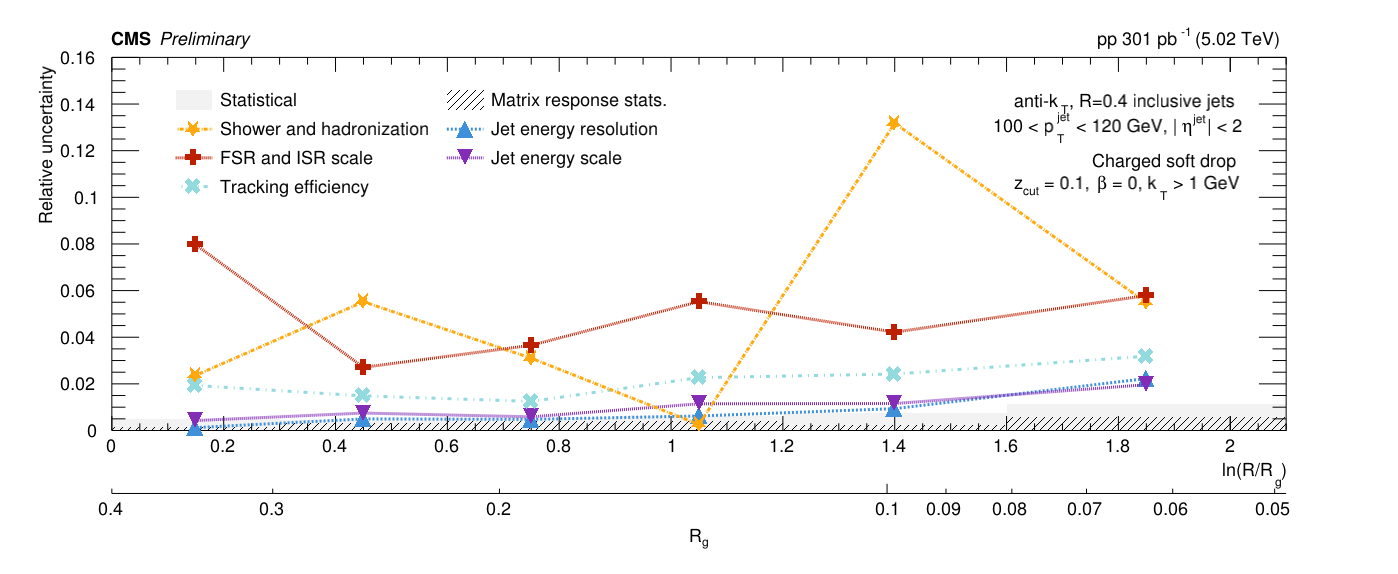 CMS Preliminary
pp 301 pb-1 (5.02 TeV)
Relative uncertainty
0.16
0.14
0.12
0.1
0.08
0.06
0.04
0.02
0
Statistical
Matrix response stats.
Shower and hadronization
Jet energy resolution
FSR and ISR scale
Jet energy scale
Tracking efficiency
anti-kT, R=0.4 inclusive jets
100 < pTjet < 120 GeV, | ηjet| < 2
Charged soft drop
zcut = 0.1, β = 0, kT > 1 GeV
0 0.2 0.4 0.6 0.8 1 1.2 1.4 1.6 1.8 2
ln(R/Rg)
0.4 0.3 0.2 0.1 0.09 0.08 0.07 0.06 0.05
Rg